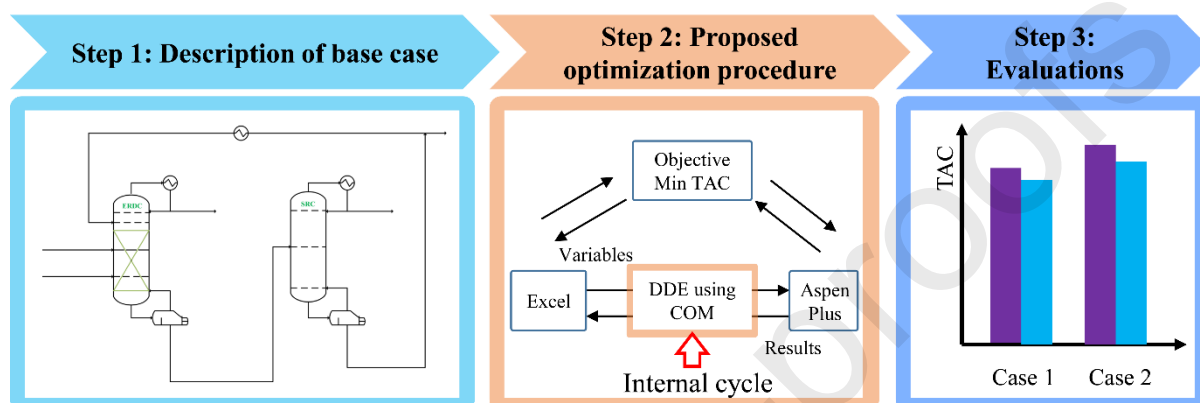 Step 1: Description of base case
Step 2: Proposed
optimization procedure
Step 3:
Evaluations
ERDC
SRC
Objective
Min TAC
Variables
Excel
DDE using
COM
Aspen
Plus
Results
Internal cycle
TAC
Case 1
Case 2
proofs